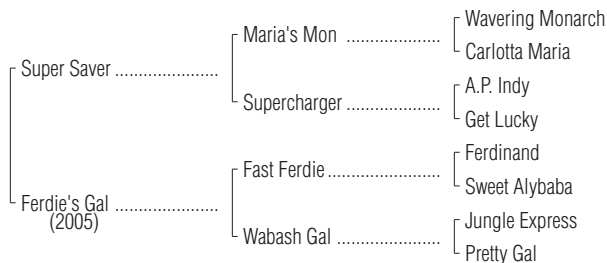 Wavering Monarch
Maria's Mon ......................
Carlotta Maria
Super Saver ........................
A.P. Indy
Supercharger ......................
Get Lucky
Ferdinand
Fast Ferdie ..........................
Sweet Alybaba
Ferdie's Gal ........................
(2005)
Jungle Express
Wabash Gal ........................
Pretty Gal